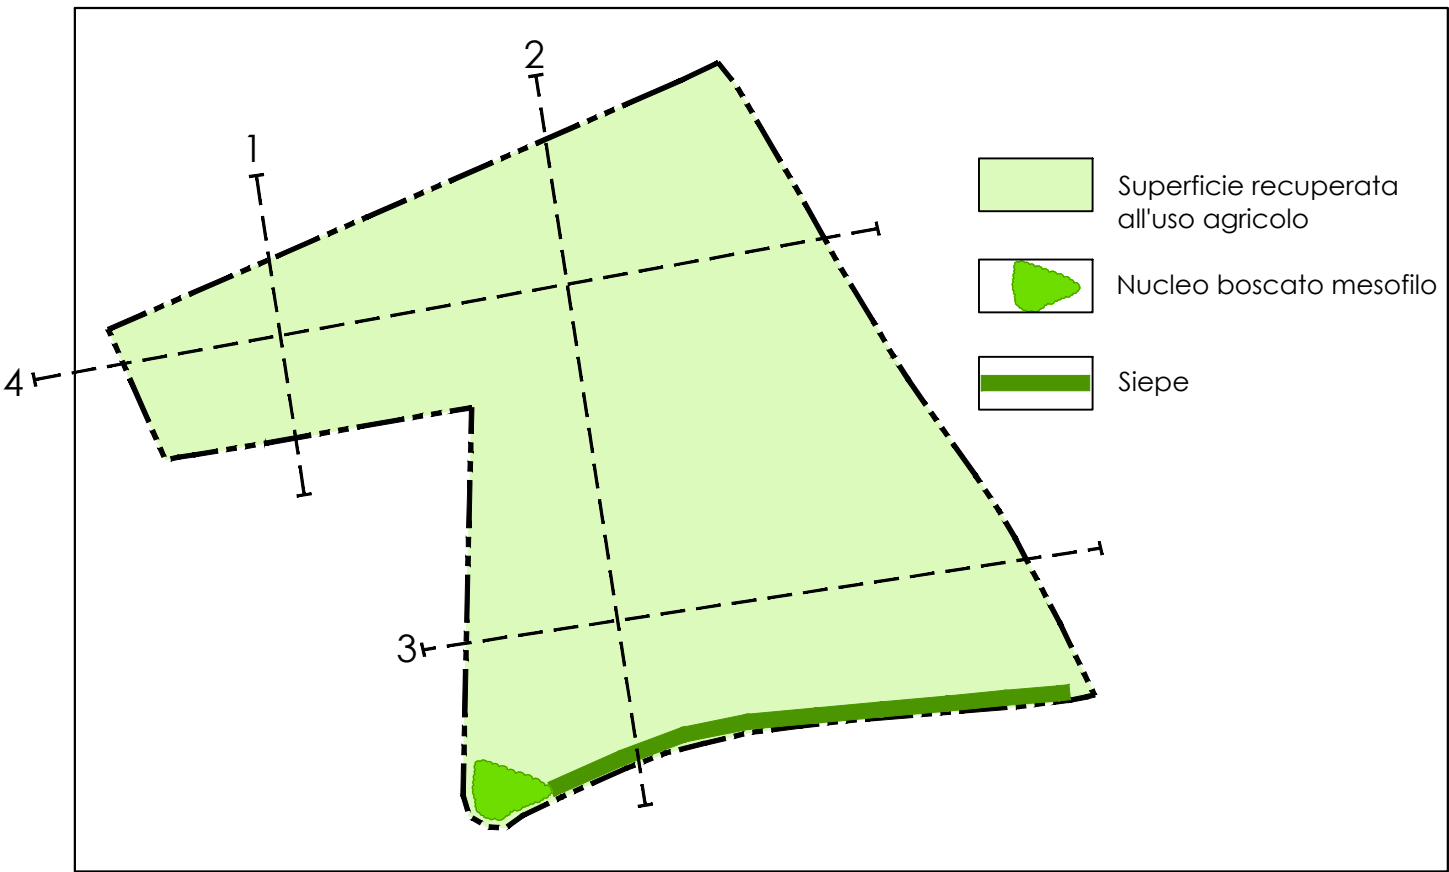 2
1
Superficie recuperata
all'uso agricolo
Nucleo boscato mesofilo
4
Siepe
3